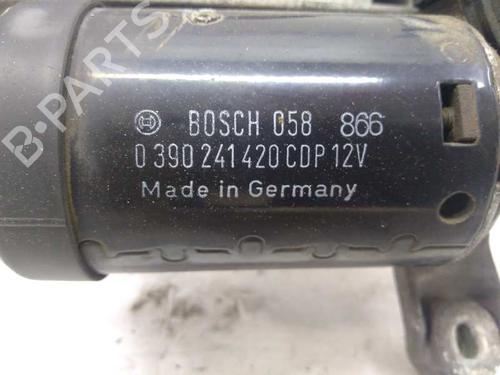 B-PARTS
BOSCH 058 866
0 390 241 420 CDP 12V
Made in Germany